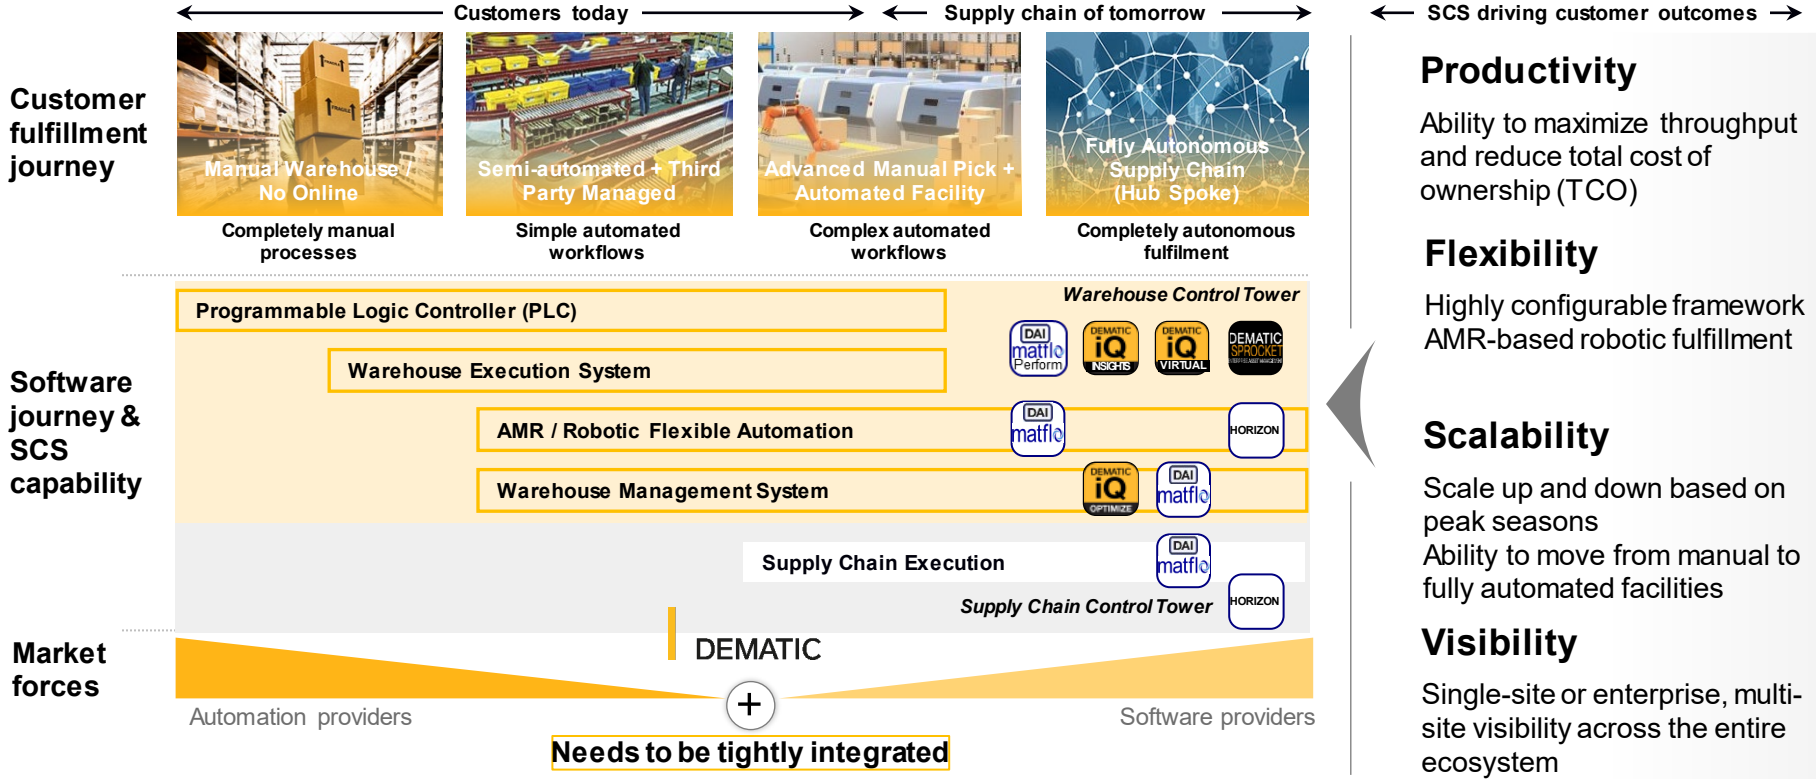 Customers today
Supply chain of tomorrow
SCS driving customer outcomes
Customer
fulfillment
journey
FRAGILE
FRAGILE
Manual Warehouse /
No Online
Semi-automated + Third
Party Managed
Advanced Manual Pick +
Automated Facility
Fully Autonomous
Supply Chain
(Hub Spoke)
Completely manual
processes
Simple automated
workflows
Complex automated
workflows
Completely autonomous
fulfilment
Software
journey &
SCS
capability
Programmable Logic Controller (PLC)
Warehouse Control Tower
DAI
matflo
Perform
DEMATIC
iQ
INSIGHTS
DEMATIC
iQ
VIRTUAL
DEMATIC
SPROCKET
Warehouse Execution System
AMR / Robotic Flexible Automation
DAI
matflo
HORIZON
Warehouse Management System
DEMATIC
iQ
OPTIMIZE
DAI
matflo
Supply Chain Execution
DAI
matflo
Supply Chain Control Tower
HORIZON
Market
forces
DEMATIC
+
Automation providers
Software providers
Needs to be tightly integrated
Productivity
Ability to maximize throughput
and reduce total cost of
ownership (TCO)
Flexibility
Highly configurable framework
AMR-based robotic fulfillment
Scalability
Scale up and down based on
peak seasons
Ability to move from manual to
fully automated facilities
Visibility
Single-site or enterprise, multi-
site visibility across the entire
ecosystem